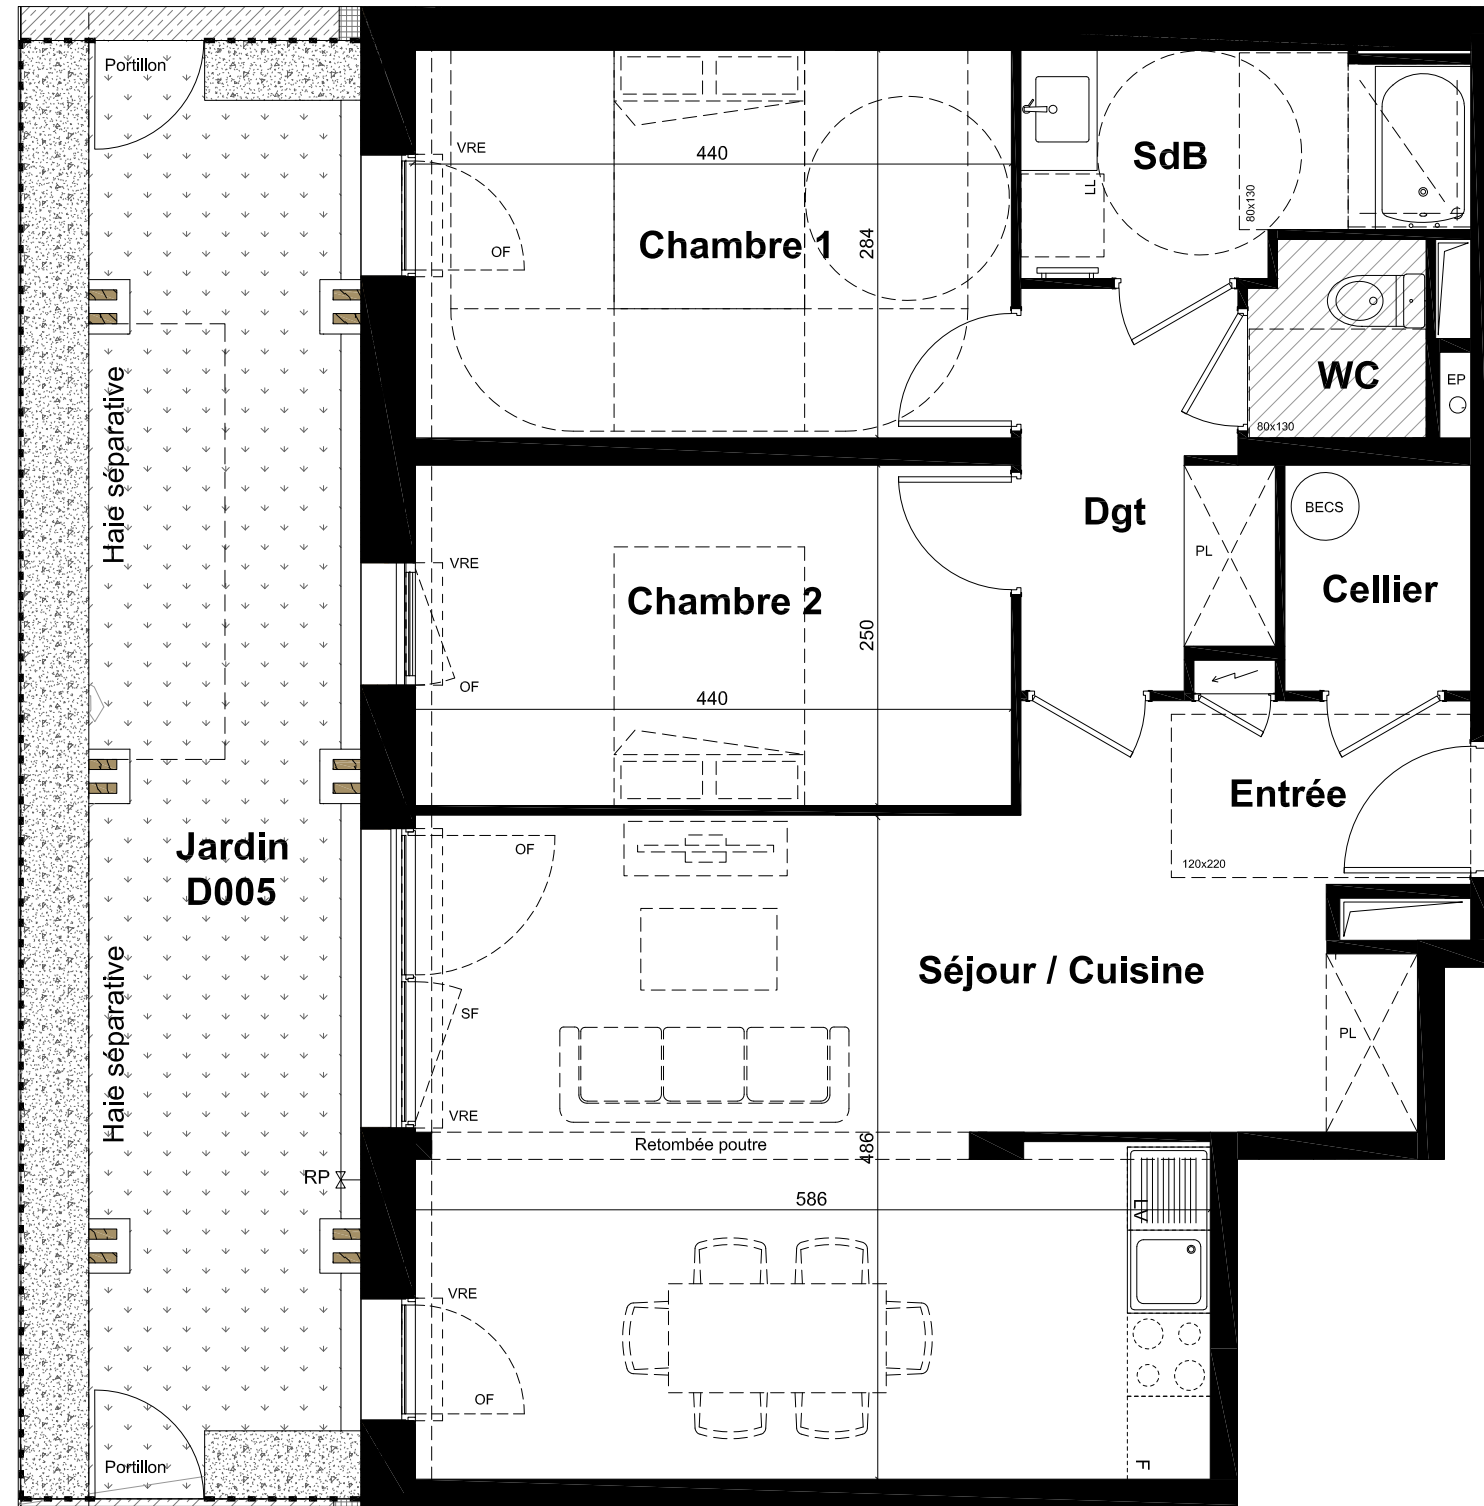 Portillon
VRE
440
SdB
LL
80x130
Chambre 1
284
OF
WC
EP
80x130
Haie séparative
Dgt
PL
BECS
Cellier
VRE
Chambre 2
250
OF
440
Entrée
120x220
Jardin
D005
OF
Séjour / Cuisine
SF
PL
Haie séparative
VRE
Retombée poutre
486
RP
586
LV
VRE
OF
Portillon
F